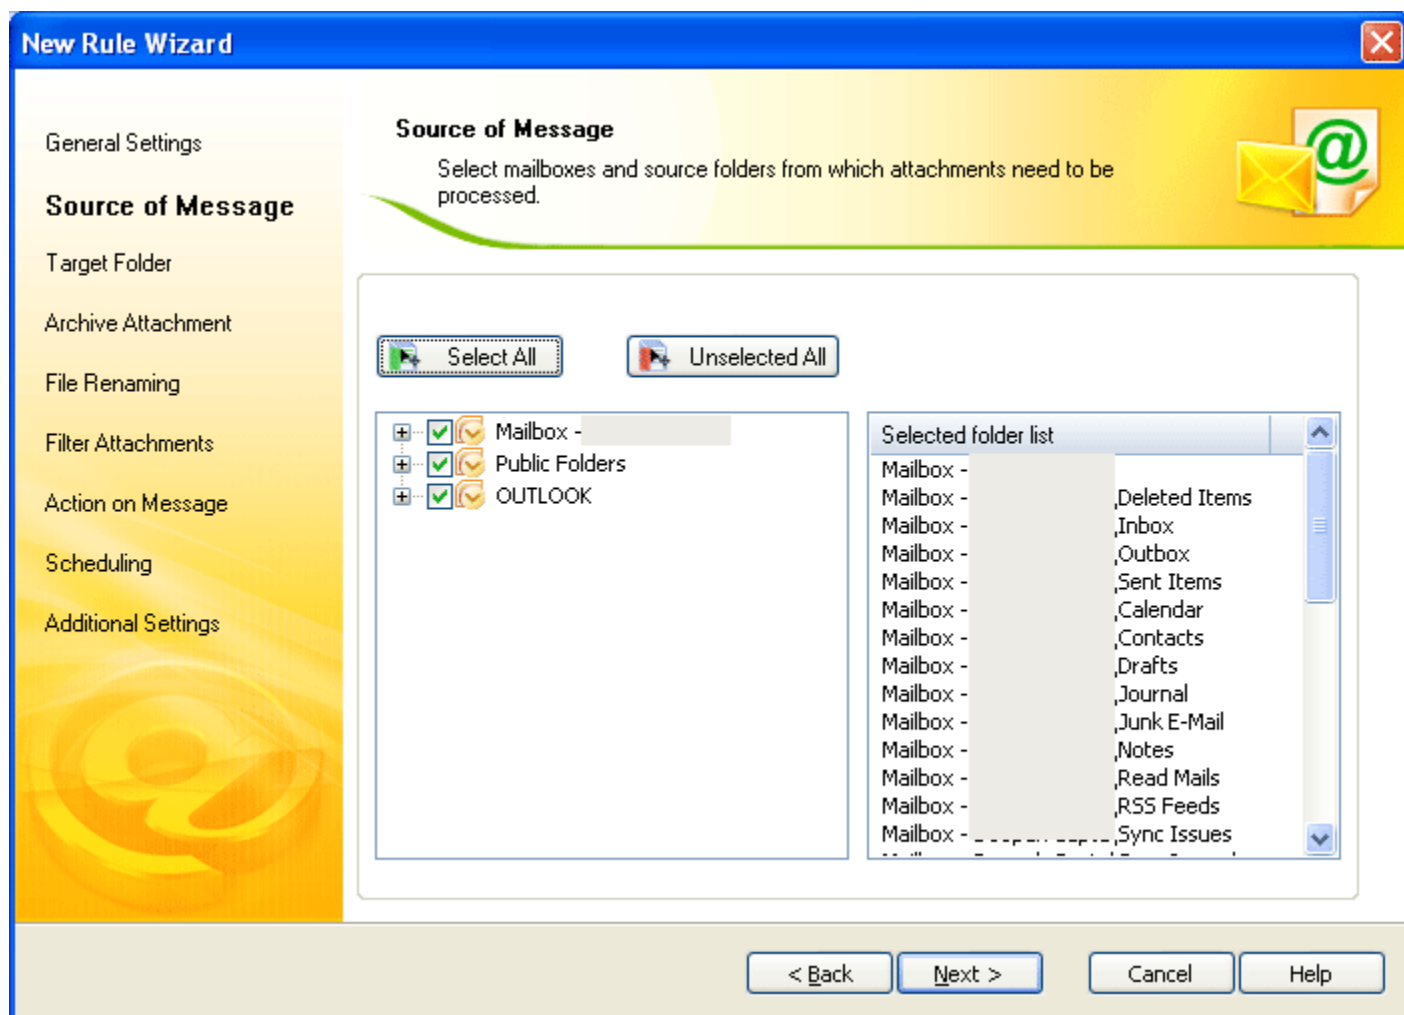 New Rule Wizard
General Settings
Source of Message
Target Folder
Archive Attachment
File Renaming
Filter Attachments
Action on Message
Scheduling
Additional Settings
Source of Message
Select mailboxes and source folders from which attachments need to be
processed.
Select All
Unselected All
Mailbox -
Public Folders
OUTLOOK
Selected folder list
Mailbox -
Mailbox - ,Deleted Items
Mailbox - ,Inbox
Mailbox - ,Outbox
Mailbox - ,Sent Items
Mailbox - ,Calendar
Mailbox - ,Contacts
Mailbox - ,Drafts
Mailbox - ,Journal
Mailbox - ,Junk E-Mail
Mailbox - ,Notes
Mailbox - ,Read Mails
Mailbox - ,RSS Feeds
Mailbox - ,Sync Issues
< Back
Next >
Cancel
Help